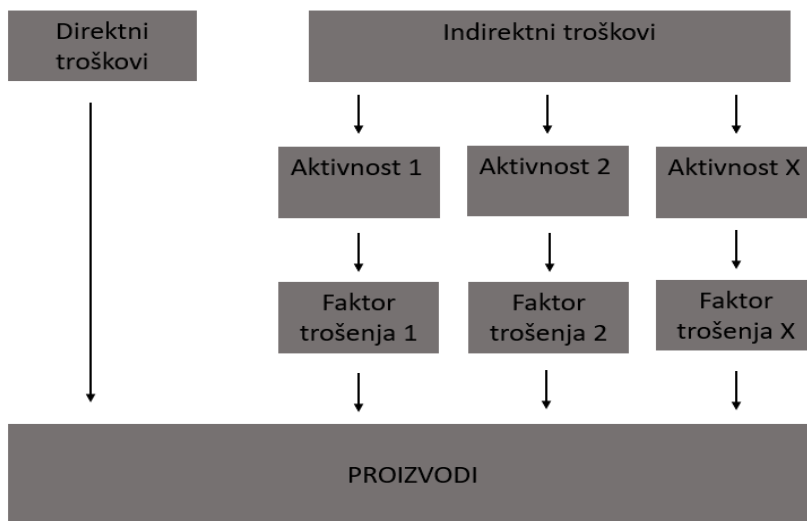 Direktni
troškovi
Indirektni troškovi
Aktivnost 1
Aktivnost 2
Aktivnost X
Faktor
trošenja 1
Faktor
trošenja 2
Faktor
trošenja X
PROIZVODI